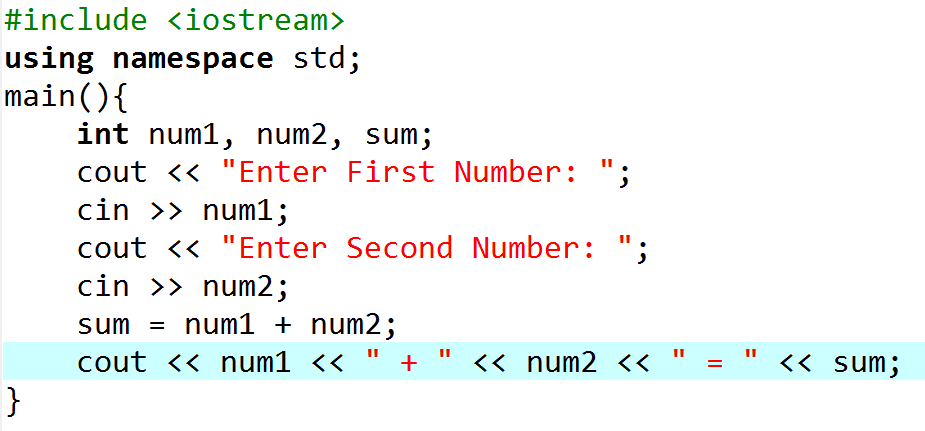 #include <iostream>
using namespace std;
main(){
    int num1, num2, sum;
    cout << "Enter First Number: ";
    cin >> num1;
    cout << "Enter Second Number: ";
    cin >> num2;
    sum = num1 + num2;
    cout << num1 << " + " << num2 << " = " << sum;
}